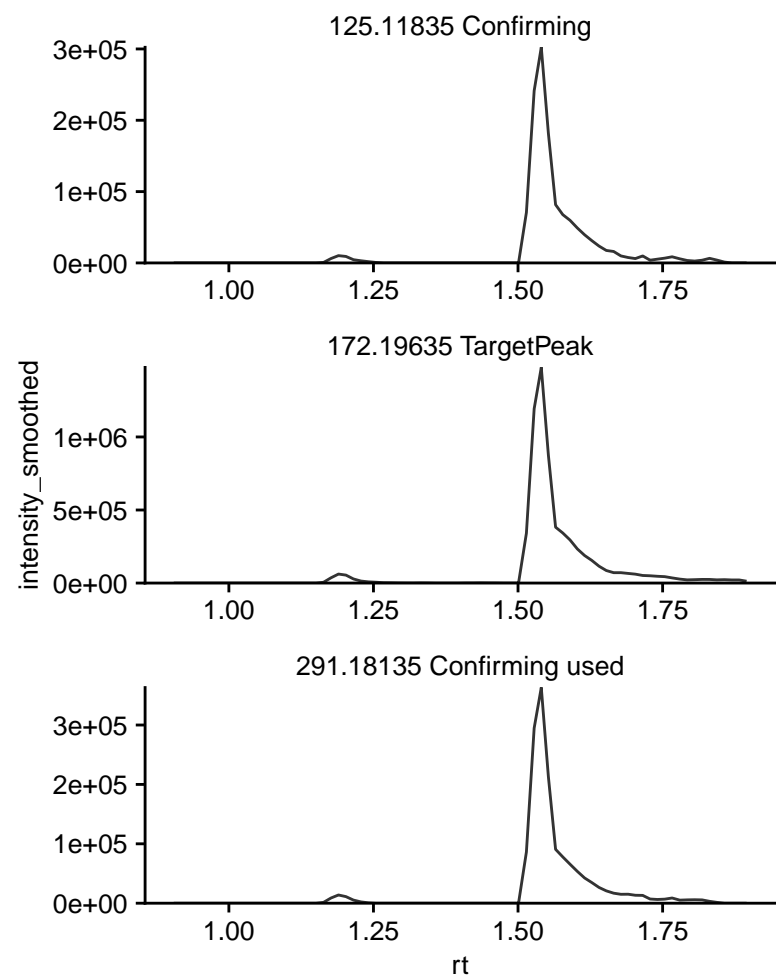 125.11835 Confirming
3e+05
2e+05
1e+05
0e+00
1.00 1.25 1.50 1.75
172.19635 TargetPeak
intensity_smoothed
1e+06
5e+05
0e+00
1.00 1.25 1.50 1.75
291.18135 Confirming used
3e+05
2e+05
1e+05
0e+00
1.00 1.25 1.50 1.75
rt